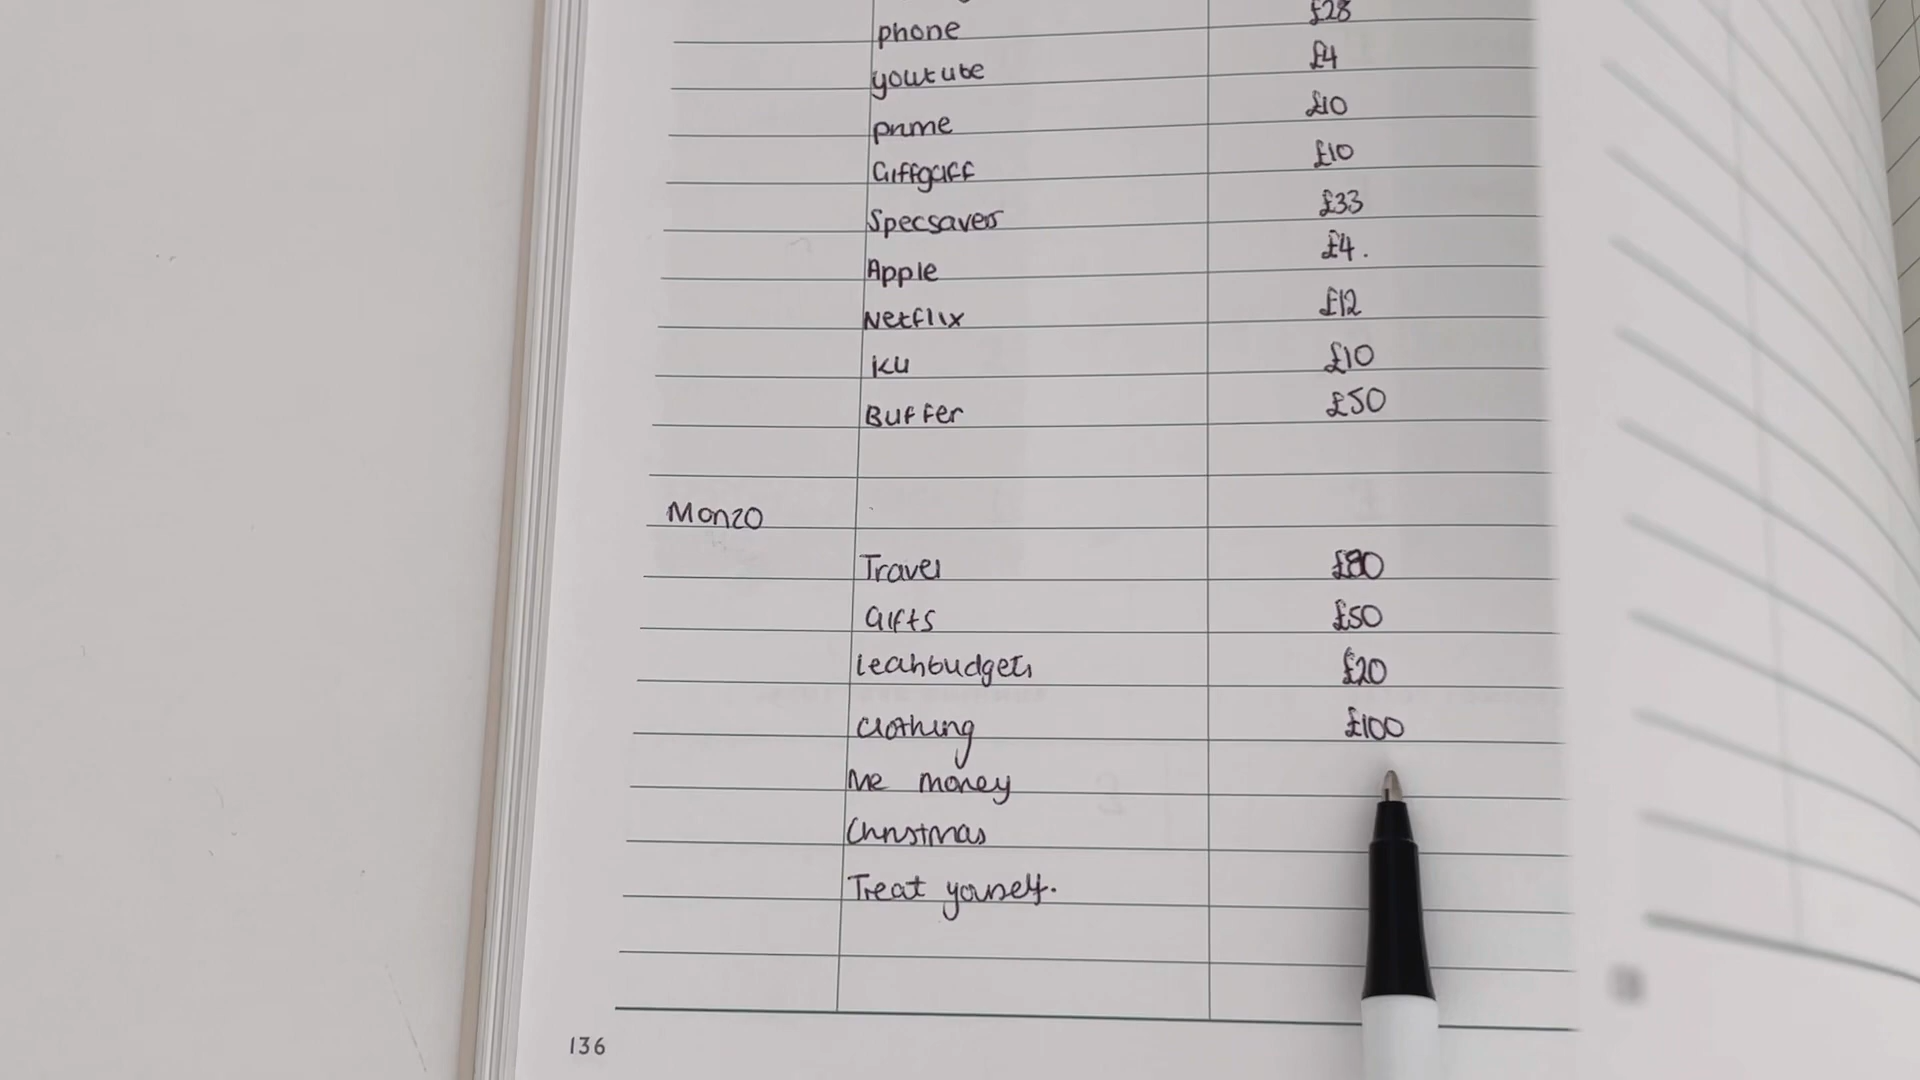 phone £28
youtube £4
prime £10
Giffgaff £10
Specsavers £33
Apple £4.
Netflix £12
KU £10
Buffer £50
Monzo
Travel £80
Gifts £50
leahbudgets £20
Clothing £100
Me money
Christmas
Treat yourself.
136